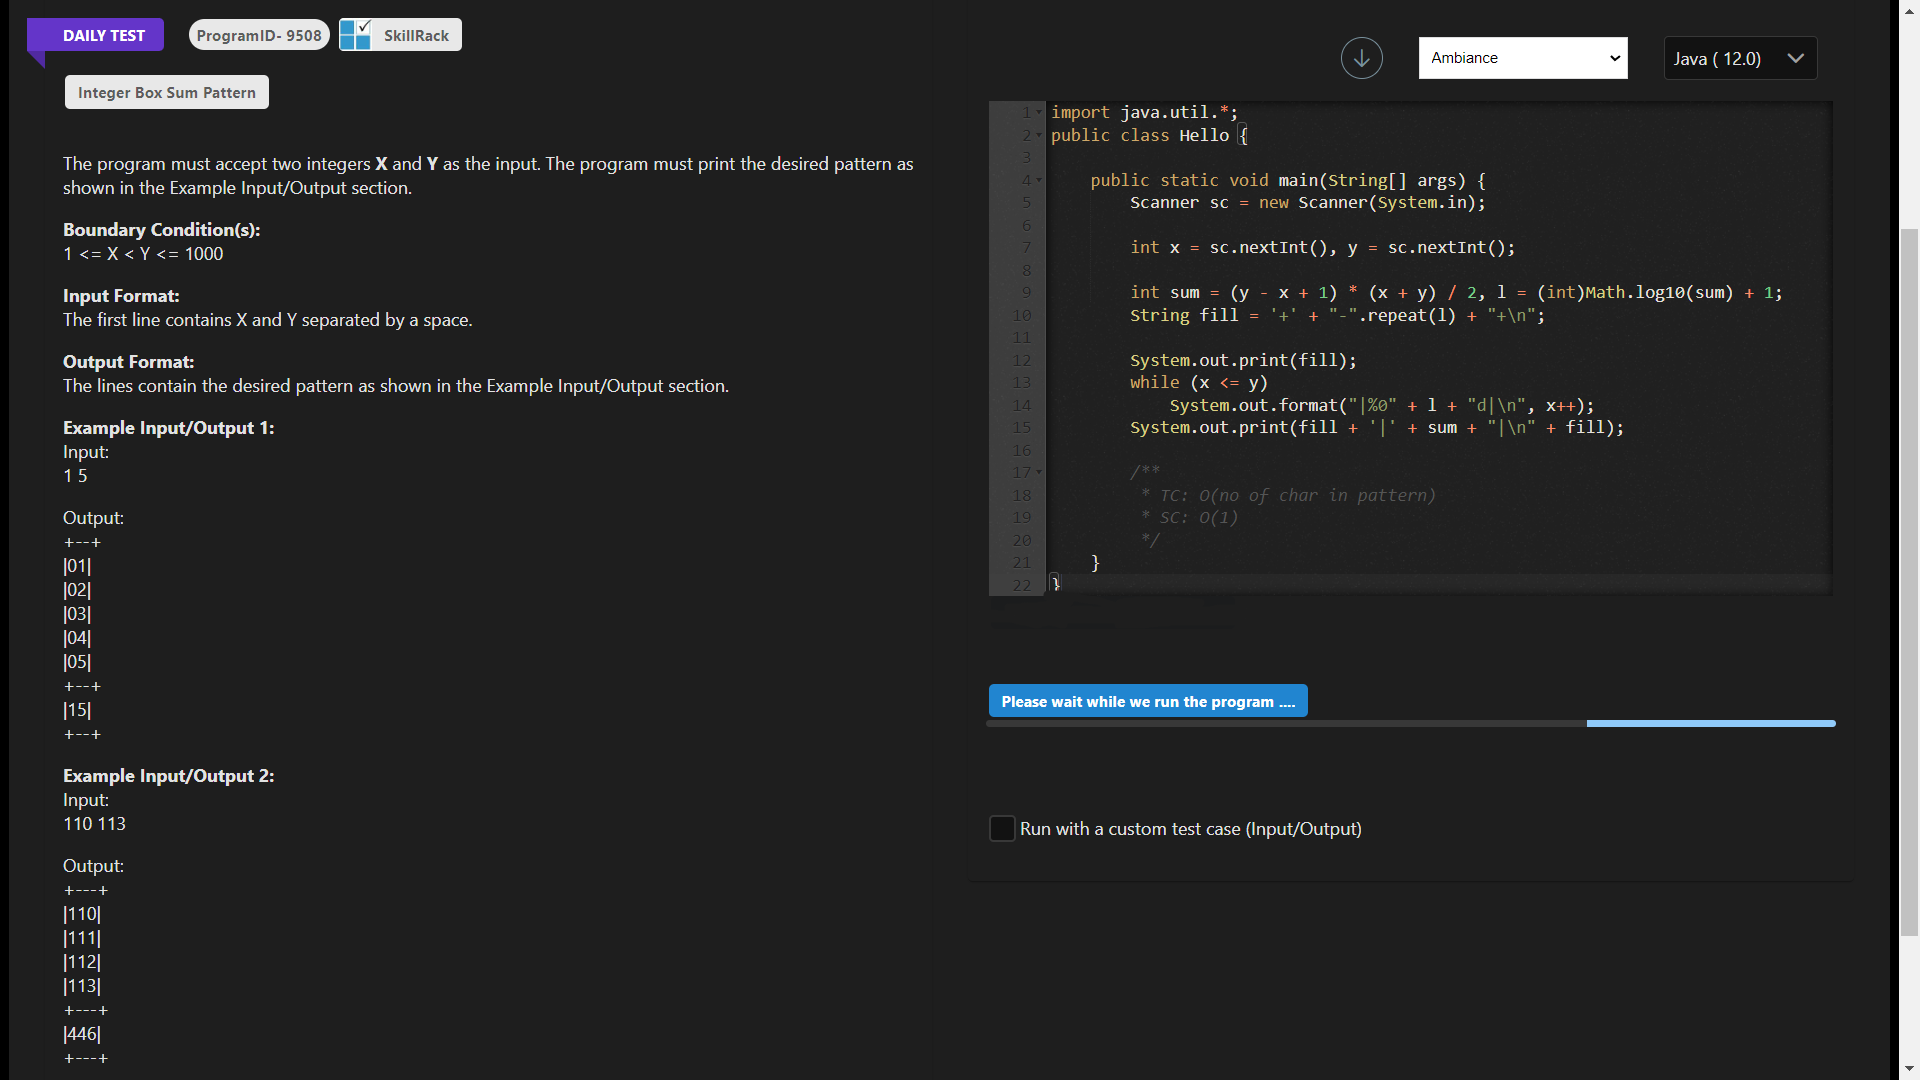 DAILY TEST
ProgramID- 9508
SkillRack
Integer Box Sum Pattern
The program must accept two integers X and Y as the input. The program must print the desired pattern as
shown in the Example Input/Output section.
Boundary Condition(s):
1 <= X < Y <= 1000
Input Format:
The first line contains X and Y separated by a space.
Output Format:
The lines contain the desired pattern as shown in the Example Input/Output section.
Example Input/Output 1:
Input:
1 5
Output:
+--+
|01|
|02|
|03|
|04|
|05|
+--+
|15|
+--+
Example Input/Output 2:
Input:
110 113
Output:
+---+
|110|
|111|
|112|
|113|
+---+
|446|
+---+
Ambiance
Java ( 12.0)
1 import java.util.*;
2 public class Hello {
3
4     public static void main(String[] args) {
5         Scanner sc = new Scanner(System.in);
6
7         int x = sc.nextInt(), y = sc.nextInt();
8
9         int sum = (y - x + 1) * (x + y) / 2, l = (int)Math.log10(sum) + 1;
10         String fill = '+' + "-".repeat(l) + "+\n";
11
12         System.out.print(fill);
13         while (x <= y)
14             System.out.format("|%0" + l + "d|\n", x++);
15         System.out.print(fill + '|' + sum + "|\n" + fill);
16
17         /**
18          * TC: O(no of char in pattern)
19          * SC: O(1)
20          */
21     }
22 }
Please wait while we run the program ....
Run with a custom test case (Input/Output)